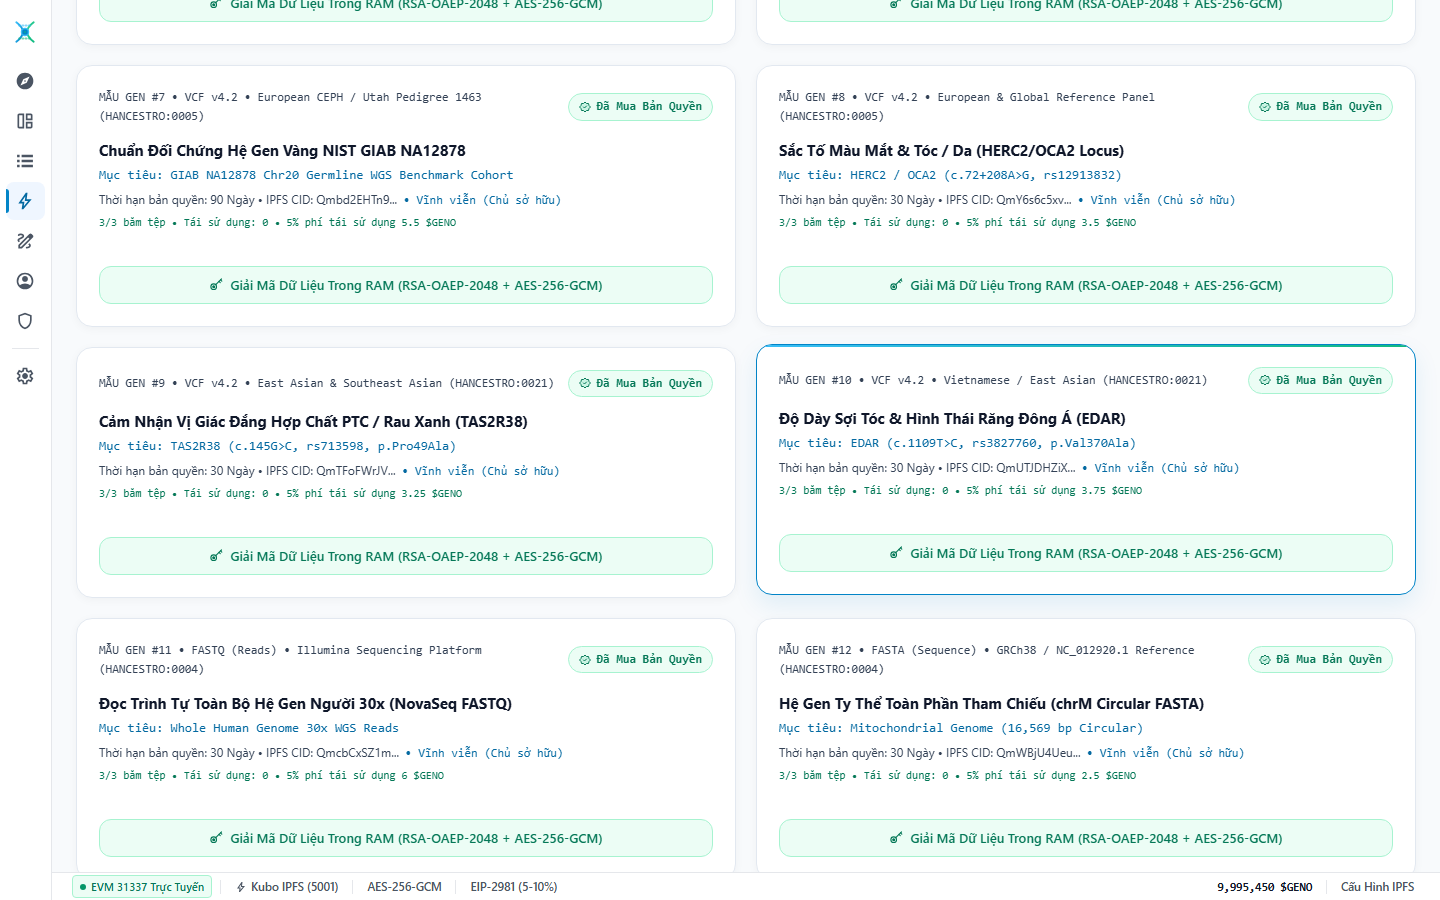 Giải Mã Dữ Liệu Trong RAM (RSA-OAEP-2048 + AES-256-GCM)
Giải Mã Dữ Liệu Trong RAM (RSA-OAEP-2048 + AES-256-GCM)
MẪU GEN #7 • VCF v4.2 • European CEPH / Utah Pedigree 1463
(HANCESTRO:0005)
Đã Mua Bản Quyền
Chuẩn Đối Chứng Hệ Gen Vàng NIST GIAB NA12878
Mục tiêu: GIAB NA12878 Chr20 Germline WGS Benchmark Cohort
Thời hạn bản quyền: 90 Ngày • IPFS CID: Qmbd2EHTn9... • Vĩnh viễn (Chủ sở hữu)
3/3 băm tệp • Tái sử dụng: 0 • 5% phí tái sử dụng 5.5 $GENO
Giải Mã Dữ Liệu Trong RAM (RSA-OAEP-2048 + AES-256-GCM)
MẪU GEN #8 • VCF v4.2 • European & Global Reference Panel
(HANCESTRO:0005)
Đã Mua Bản Quyền
Sắc Tố Màu Mắt & Tóc / Da (HERC2/OCA2 Locus)
Mục tiêu: HERC2 / OCA2 (c.72+208A>G, rs12913832)
Thời hạn bản quyền: 30 Ngày • IPFS CID: QmY6s6c5xv... • Vĩnh viễn (Chủ sở hữu)
3/3 băm tệp • Tái sử dụng: 0 • 5% phí tái sử dụng 3.5 $GENO
Giải Mã Dữ Liệu Trong RAM (RSA-OAEP-2048 + AES-256-GCM)
MẪU GEN #9 • VCF v4.2 • East Asian & Southeast Asian (HANCESTRO:0021)
Đã Mua Bản Quyền
Cảm Nhận Vị Giác Đắng Hợp Chất PTC / Rau Xanh (TAS2R38)
Mục tiêu: TAS2R38 (c.145G>C, rs713598, p.Pro49Ala)
Thời hạn bản quyền: 30 Ngày • IPFS CID: QmTFoFWrJV... • Vĩnh viễn (Chủ sở hữu)
3/3 băm tệp • Tái sử dụng: 0 • 5% phí tái sử dụng 3.25 $GENO
Giải Mã Dữ Liệu Trong RAM (RSA-OAEP-2048 + AES-256-GCM)
MẪU GEN #10 • VCF v4.2 • Vietnamese / East Asian (HANCESTRO:0021)
Đã Mua Bản Quyền
Độ Dày Sợi Tóc & Hình Thái Răng Đông Á (EDAR)
Mục tiêu: EDAR (c.1109T>C, rs3827760, p.Val370Ala)
Thời hạn bản quyền: 30 Ngày • IPFS CID: QmUTJDHZiX... • Vĩnh viễn (Chủ sở hữu)
3/3 băm tệp • Tái sử dụng: 0 • 5% phí tái sử dụng 3.75 $GENO
Giải Mã Dữ Liệu Trong RAM (RSA-OAEP-2048 + AES-256-GCM)
MẪU GEN #11 • FASTQ (Reads) • Illumina Sequencing Platform
(HANCESTRO:0004)
Đã Mua Bản Quyền
Đọc Trình Tự Toàn Bộ Hệ Gen Người 30x (NovaSeq FASTQ)
Mục tiêu: Whole Human Genome 30x WGS Reads
Thời hạn bản quyền: 30 Ngày • IPFS CID: QmcbCxSZ1m... • Vĩnh viễn (Chủ sở hữu)
3/3 băm tệp • Tái sử dụng: 0 • 5% phí tái sử dụng 6 $GENO
Giải Mã Dữ Liệu Trong RAM (RSA-OAEP-2048 + AES-256-GCM)
MẪU GEN #12 • FASTA (Sequence) • GRCh38 / NC_012920.1 Reference
(HANCESTRO:0004)
Đã Mua Bản Quyền
Hệ Gen Ty Thể Toàn Phần Tham Chiếu (chrM Circular FASTA)
Mục tiêu: Mitochondrial Genome (16,569 bp Circular)
Thời hạn bản quyền: 30 Ngày • IPFS CID: QmWBjU4Ueu... • Vĩnh viễn (Chủ sở hữu)
3/3 băm tệp • Tái sử dụng: 0 • 5% phí tái sử dụng 2.5 $GENO
Giải Mã Dữ Liệu Trong RAM (RSA-OAEP-2048 + AES-256-GCM)
EVM 31337 Trực Tuyến
Kubo IPFS (5001)
AES-256-GCM
EIP-2981 (5-10%)
9,995,450 $GENO
Cấu Hình IPFS